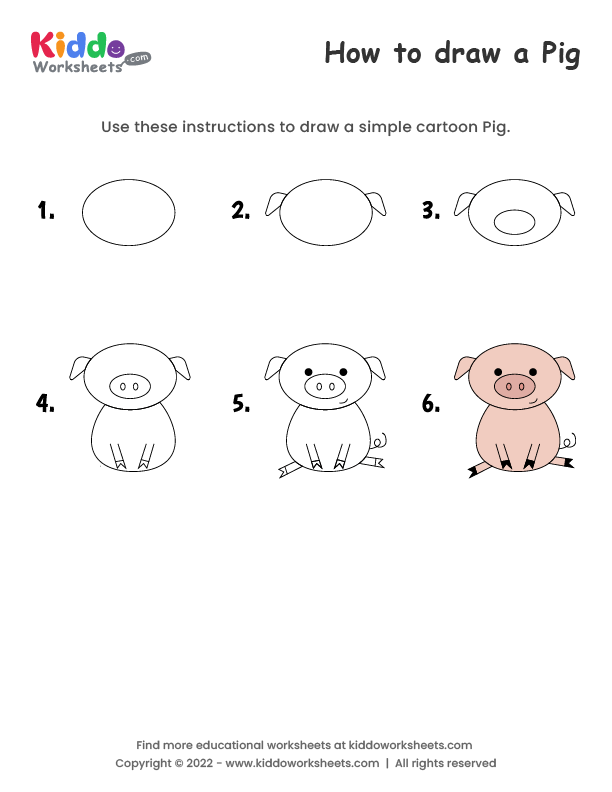 Kiddo
Worksheets
.com
How to draw a Pig
Use these instructions to draw a simple cartoon Pig.
1.
2.
3.
4.
5.
6.
Find more educational worksheets at kiddoworksheets.com
Copyright © 2022 - www.kiddoworksheets.com | All rights reserved